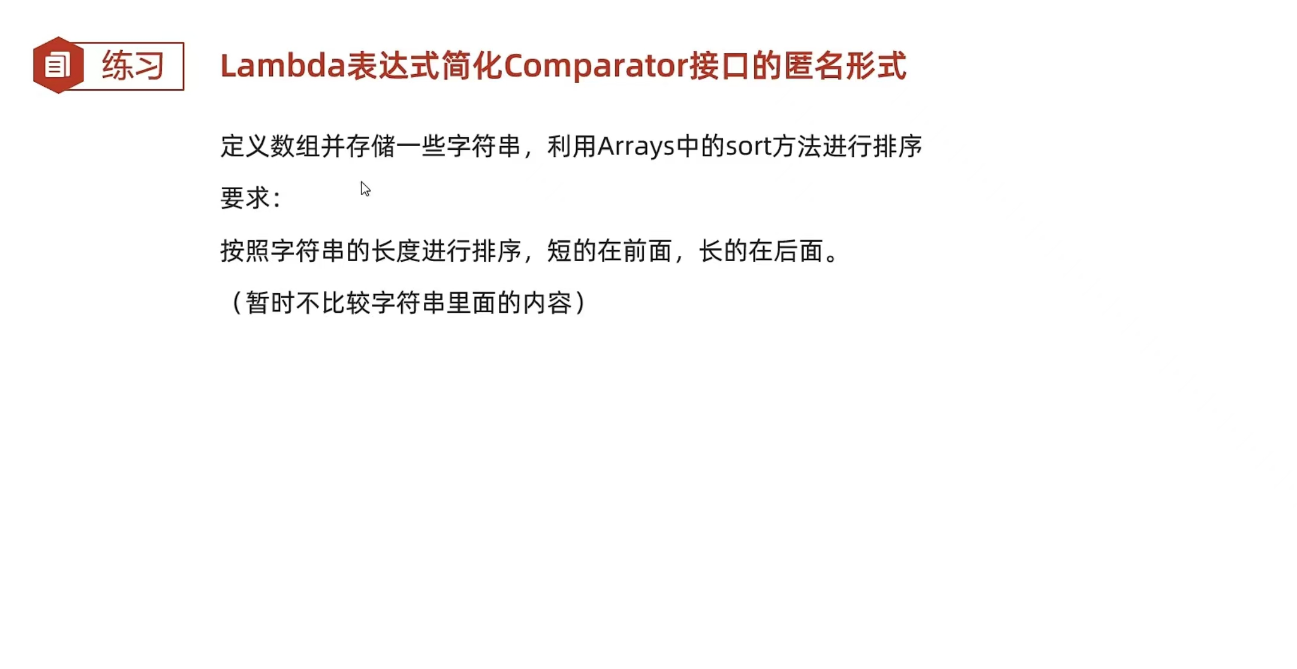 练习
Lambda表达式简化Comparator接口的匿名形式
定义数组并存储一些字符串，利用Arrays中的sort方法进行排序
要求：
按照字符串的长度进行排序，短的在前面，长的在后面。
（暂时不比较字符串里面的内容）